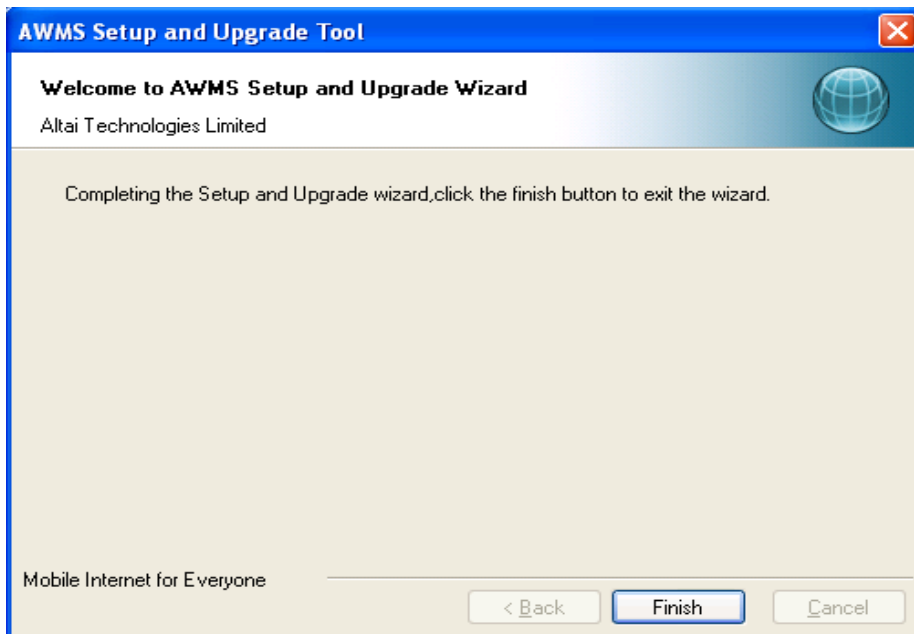 AWMS Setup and Upgrade Tool
Welcome to AWMS Setup and Upgrade Wizard
Altai Technologies Limited
Completing the Setup and Upgrade wizard,click the finish button to exit the wizard.
Mobile Internet for Everyone
< Back Finish Cancel